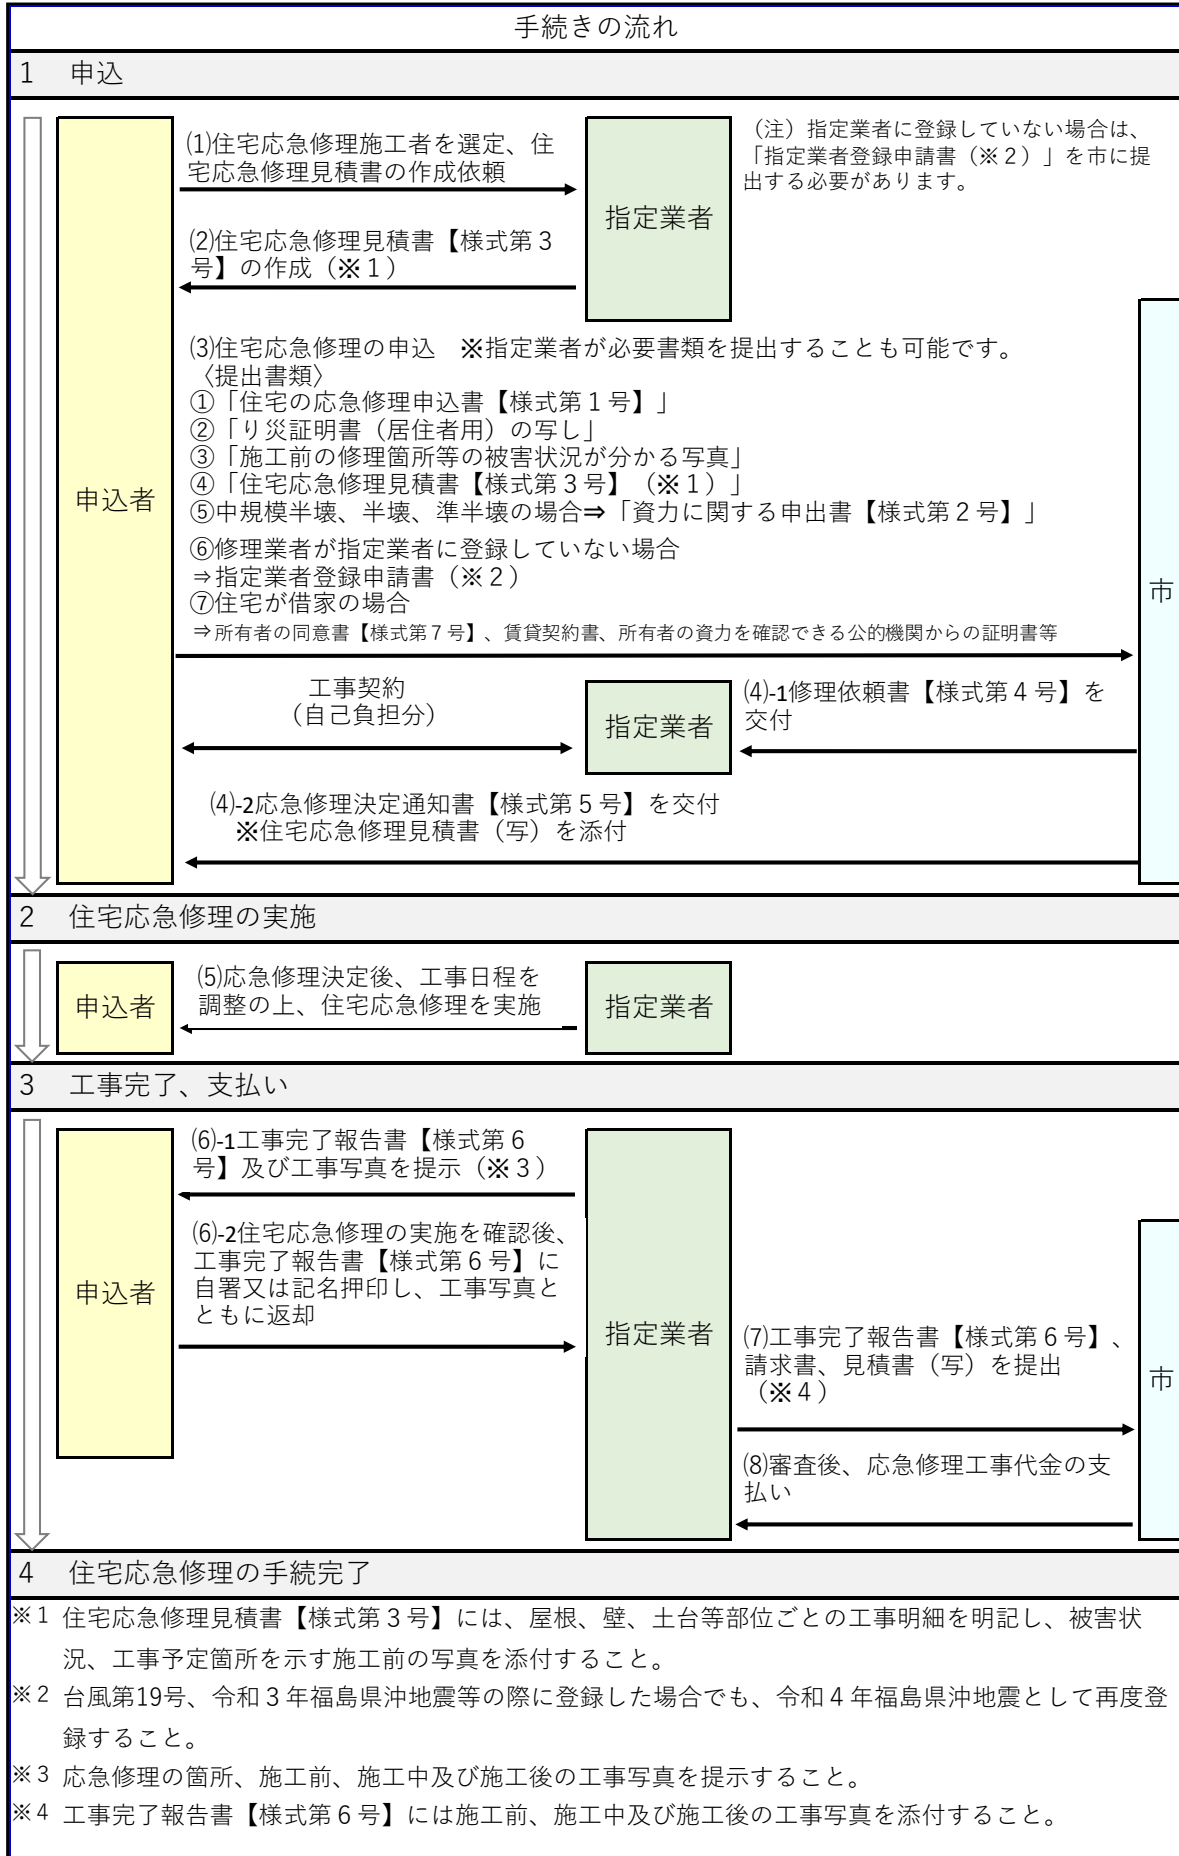 手続きの流れ
1 申込
⑴住宅応急修理施工者を選定、住
宅応急修理見積書の作成依頼
（注）指定業者に登録していない場合は、
「指定業者登録申請書（※２）」を市に提
出する必要があります。
指定業者
⑵住宅応急修理見積書【様式第３
号】の作成（※１）
⑶住宅応急修理の申込　※指定業者が必要書類を提出することも可能です。
〈提出書類〉
①「住宅の応急修理申込書【様式第１号】」
②「り災証明書（居住者用）の写し」
③「施工前の修理箇所等の被害状況が分かる写真」
④「住宅応急修理見積書【様式第３号】（※１）」
申込者
⑤中規模半壊、半壊、準半壊の場合⇒「資力に関する申出書【様式第２号】」
⑥修理業者が指定業者に登録していない場合
⇒指定業者登録申請書（※２）
⑦住宅が借家の場合
市
⇒所有者の同意書【様式第７号】、賃貸契約書、所有者の資力を確認できる公的機関からの証明書等
工事契約
（自己負担分）
指定業者
⑷-1修理依頼書【様式第４号】を
交付
⑷-2応急修理決定通知書【様式第５号】を交付
※住宅応急修理見積書（写）を添付
2 住宅応急修理の実施
申込者
⑸応急修理決定後、工事日程を
調整の上、住宅応急修理を実施
指定業者
3 工事完了、支払い
⑹-1工事完了報告書【様式第６
号】及び工事写真を提示（※３）
⑹-2住宅応急修理の実施を確認後、
工事完了報告書【様式第６号】に
自署又は記名押印し、工事写真と
ともに返却
申込者
指定業者
⑺工事完了報告書【様式第６号】、
請求書、見積書（写）を提出
（※４）
市
⑻審査後、応急修理工事代金の支
払い
4 住宅応急修理の手続完了
※１ 住宅応急修理見積書【様式第３号】には、屋根、壁、土台等部位ごとの工事明細を明記し、被害状
況、工事予定箇所を示す施工前の写真を添付すること。
※２ 台風第19号、令和３年福島県沖地震等の際に登録した場合でも、令和４年福島県沖地震として再度登
録すること。
※３ 応急修理の箇所、施工前、施工中及び施工後の工事写真を提示すること。
※４ 工事完了報告書【様式第６号】には施工前、施工中及び施工後の工事写真を添付すること。